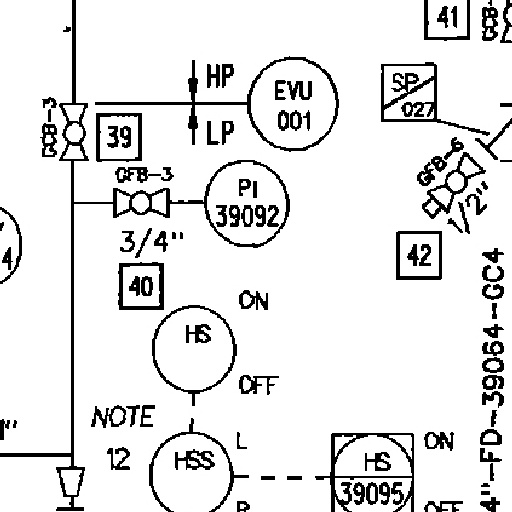 41
HP
EVU
001
LP
SP
027
GCB-3
39
GFB-3
PI
39092
3/4"
GFB-6
1/2"
42
4
40
ON
HS
OFF
NOTE
12
L
HSS
HS
39095
ON
4"-FD-39064-GC4